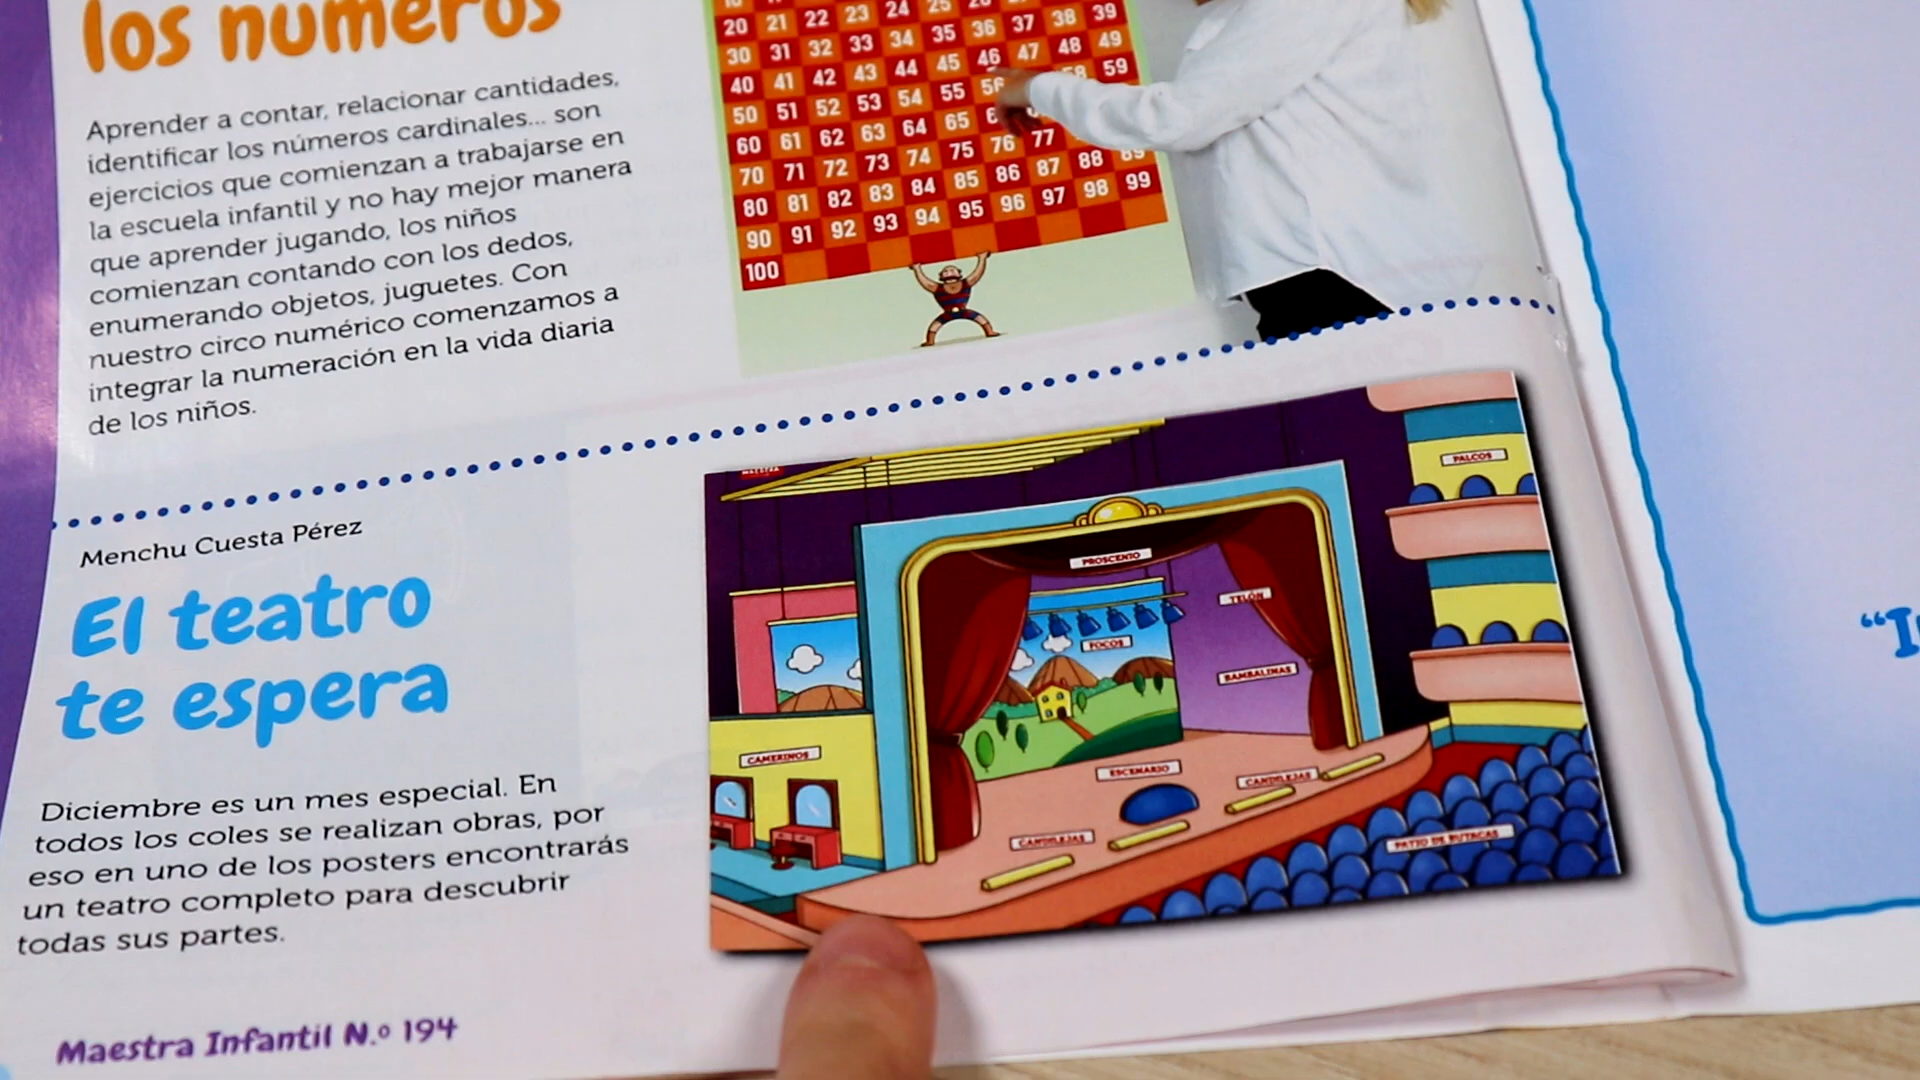 los números
Aprender a contar, relacionar cantidades,
identificar los números cardinales... son
ejercicios que comienzan a trabajarse en
la escuela infantil y no hay mejor manera
que aprender jugando, los niños
comienzan contando con los dedos,
enumerando objetos, juguetes. Con
nuestro circo numérico comenzamos a
integrar la numeración en la vida diaria
de los niños.
20 21 22 23 24 25
30 31 32 33 34 35 36 37 38 39
40 41 42 43 44 45 46 47 48 49
50 51 52 53 54 55 56 58 59
60 61 62 63 64 65
70 71 72 73 74 75 76 77
80 81 82 83 84 85 86 87 88 89
90 91 92 93 94 95 96 97 98 99
100
Menchu Cuesta Pérez
El teatro
te espera
Diciembre es un mes especial. En
todos los coles se realizan obras, por
eso en uno de los posters encontrarás
un teatro completo para descubrir
todas sus partes.
MAESTRA
PALCOS
PROSCENIO
TELÓN
FOCOS
BAMBALINAS
CAMERINOS
ESCENARIO
CANDILEJAS
CANDILEJAS
PATIO DE BUTACAS
Maestra Infantil N.º 194